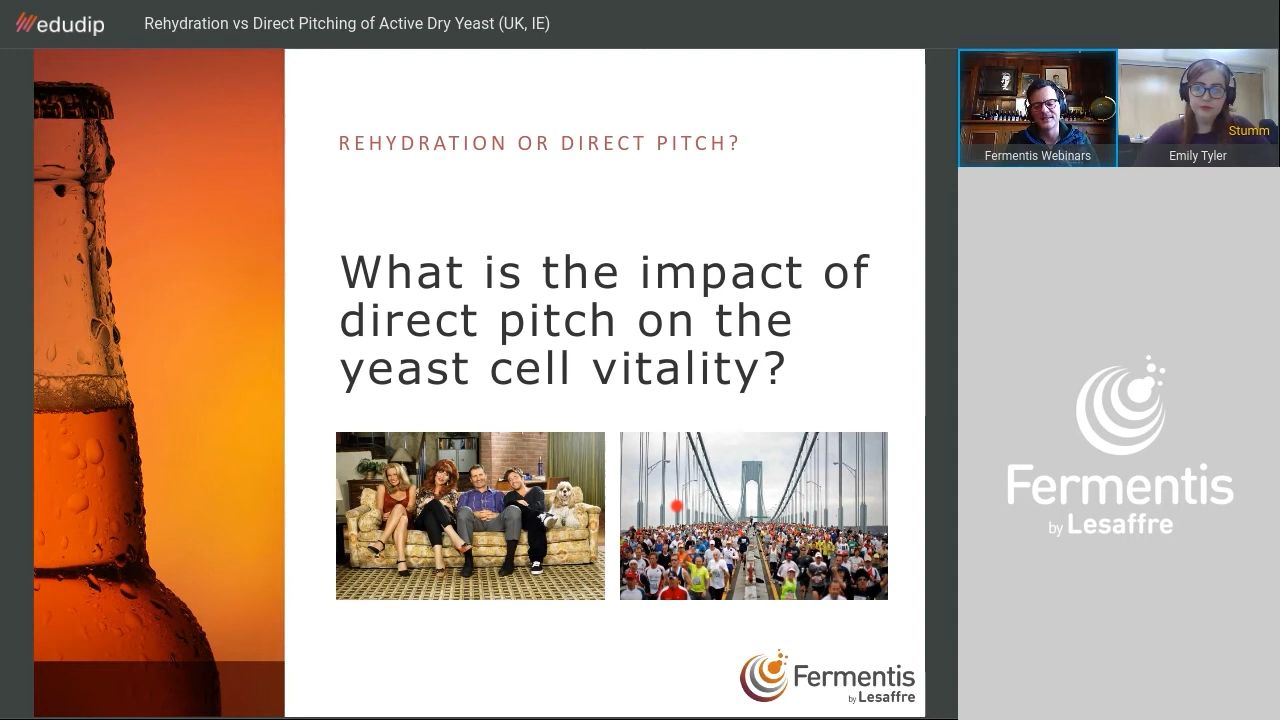 edudip
Rehydration vs Direct Pitching of Active Dry Yeast (UK, IE)
REHYDRATION OR DIRECT PITCH?
What is the impact of
direct pitch on the
yeast cell vitality?
Fermentis
by Lesaffre
Stumm
Fermentis Webinars
Emily Tyler
Fermentis
by Lesaffre